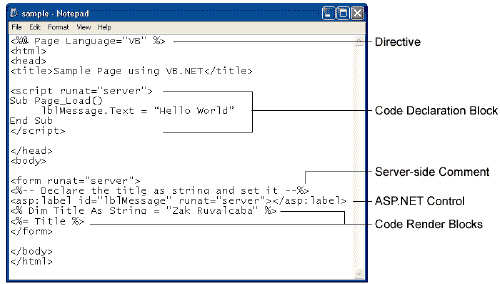 sample - Notepad
File Edit Format View Help
<%@ Page Language="VB" %>
<html>
<head>
<title>Sample Page using VB.NET</title>
<script runat="server">
Sub Page_Load()
lblMessage.Text = "Hello World"
End Sub
</script>
</head>
<body>
<form runat="server">
<%-- Declare the title as string and set it --%>
<asp:label id="lblMessage" runat="server"></asp:label>
<% Dim Title As String = "Zak Ruvalcaba" %>
<%= Title %>
</form>
</body>
</html>
Directive
Code Declaration Block
Server-side Comment
ASP.NET Control
Code Render Blocks